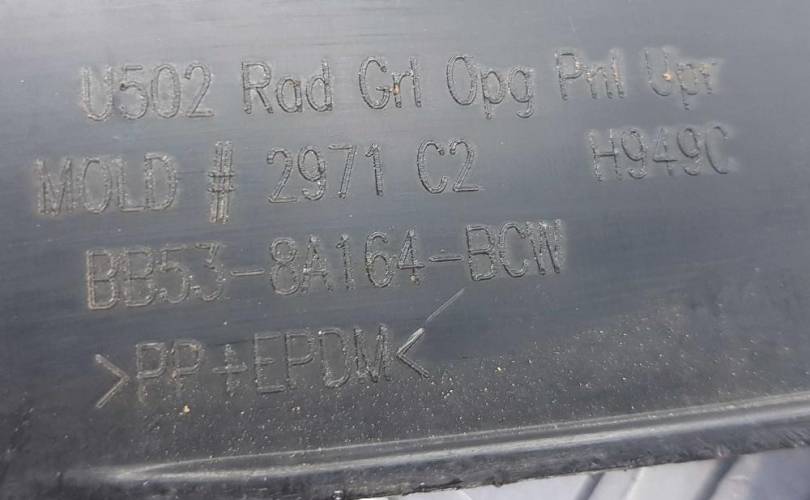 U502 Rad Grl Opg Pnl Upr
MOLD # 2971 C2 H949C
BB53-8A164-BCW
>PP+EPDM<